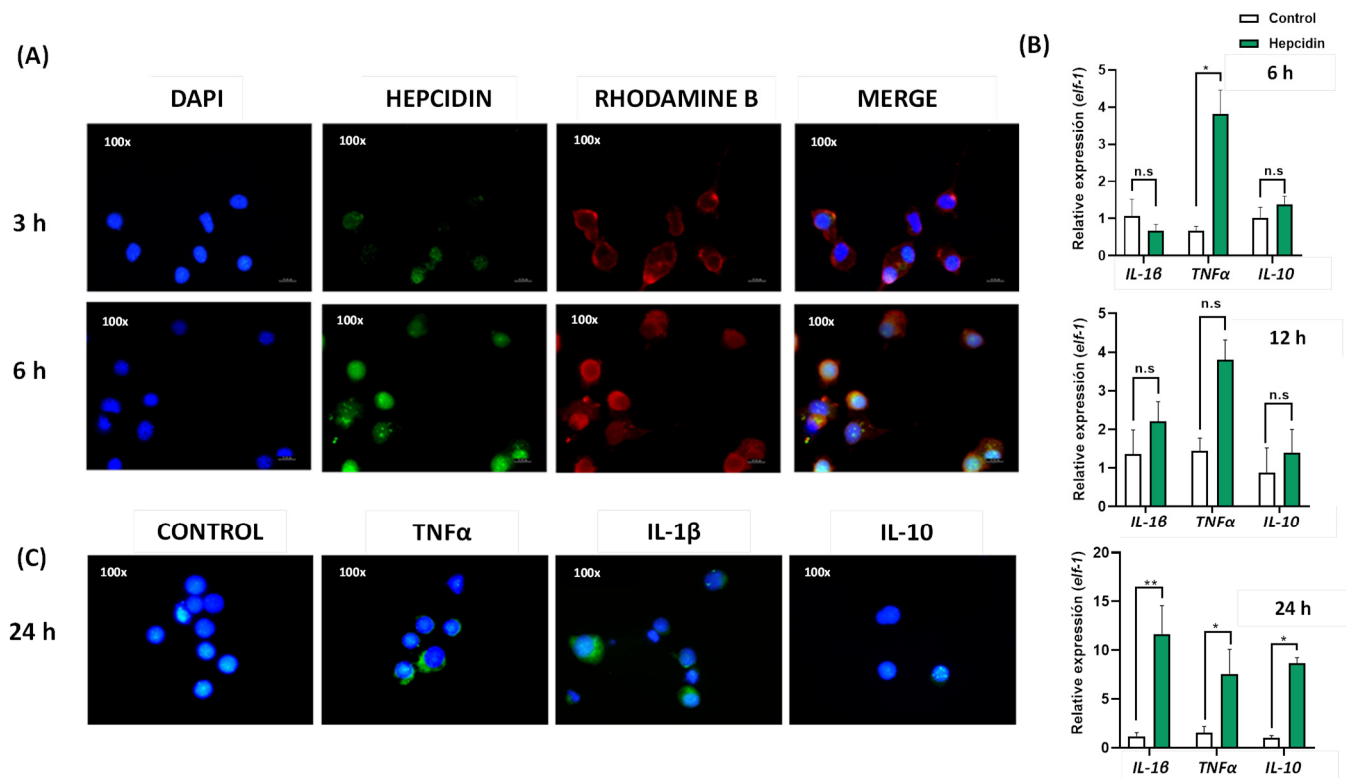 (A)
DAPI HEPCIDIN RHODAMINE B MERGE
3 h
100x 100x 100x 100x
6 h
100x 100x 100x 100x
(C)
CONTROL TNFα IL-1β IL-10
24 h
100x 100x 100x 100x
(B)
Control
Hepcidin
6 h
Relative expressión (elf-1)
5
4
3
2
1
0
n.s * n.s
IL-1ϐ TNFα IL-10
12 h
Relative expressión (elf-1)
5
4
3
2
1
0
n.s n.s n.s
IL-1ϐ TNFα IL-10
24 h
Relative expressión (elf-1)
20
15
10
5
0
** * *
IL-1ϐ TNFα IL-10